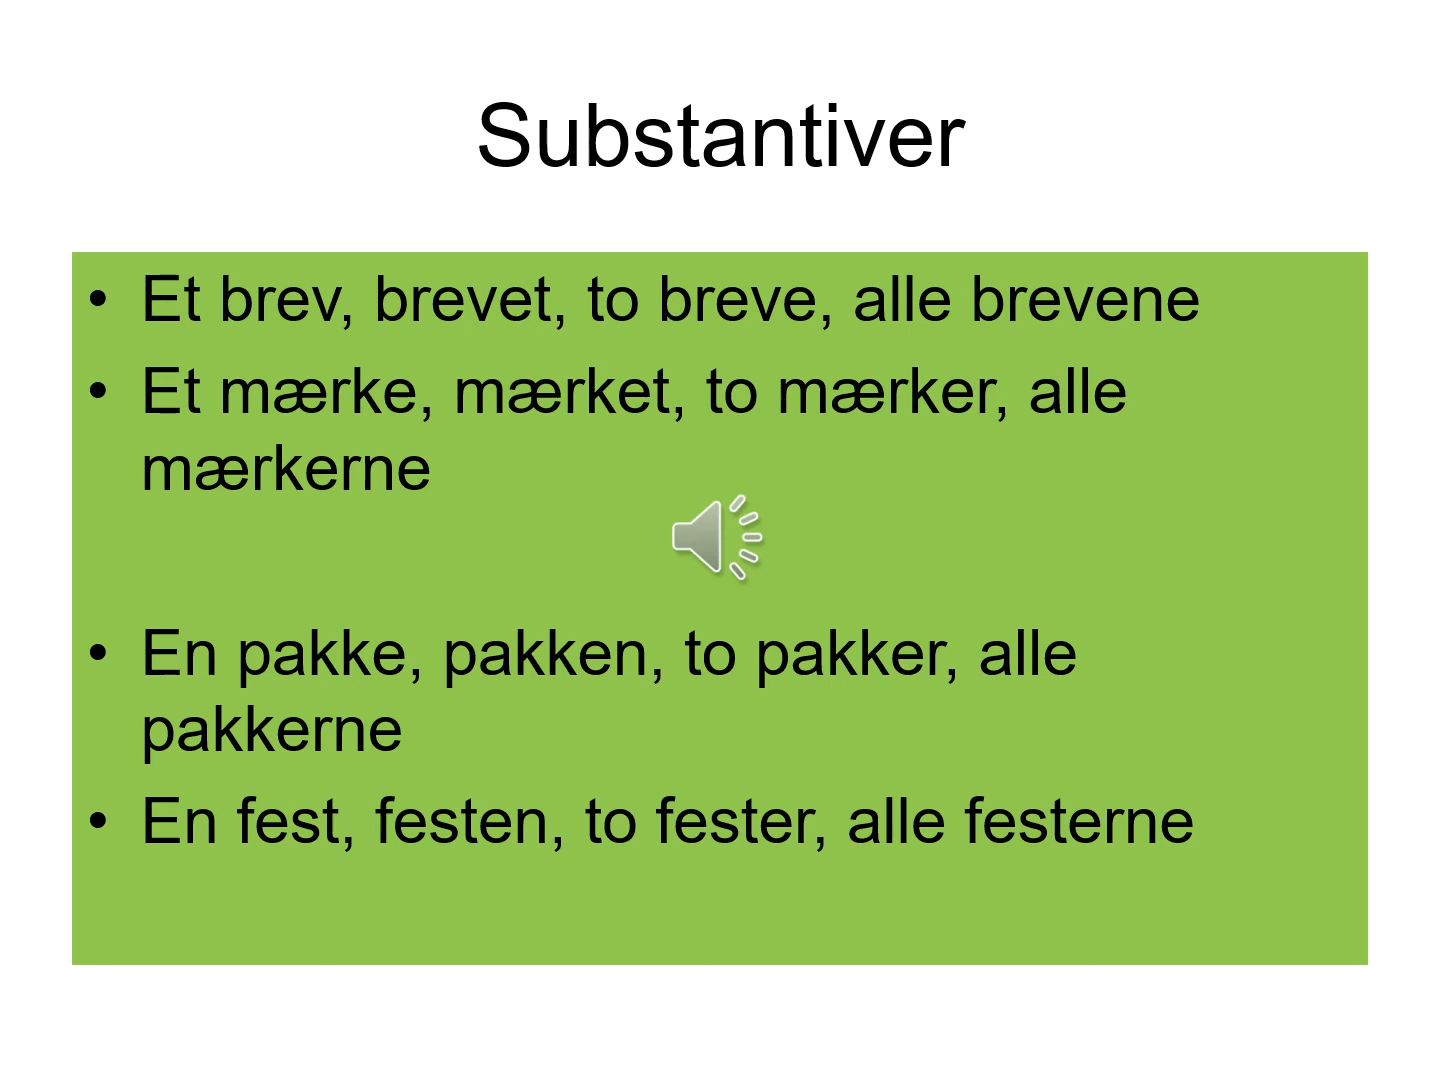 Substantiver
• Et brev, brevet, to breve, alle brevene
• Et mærke, mærket, to mærker, alle
mærkerne
• En pakke, pakken, to pakker, alle
pakkerne
• En fest, festen, to fester, alle festerne